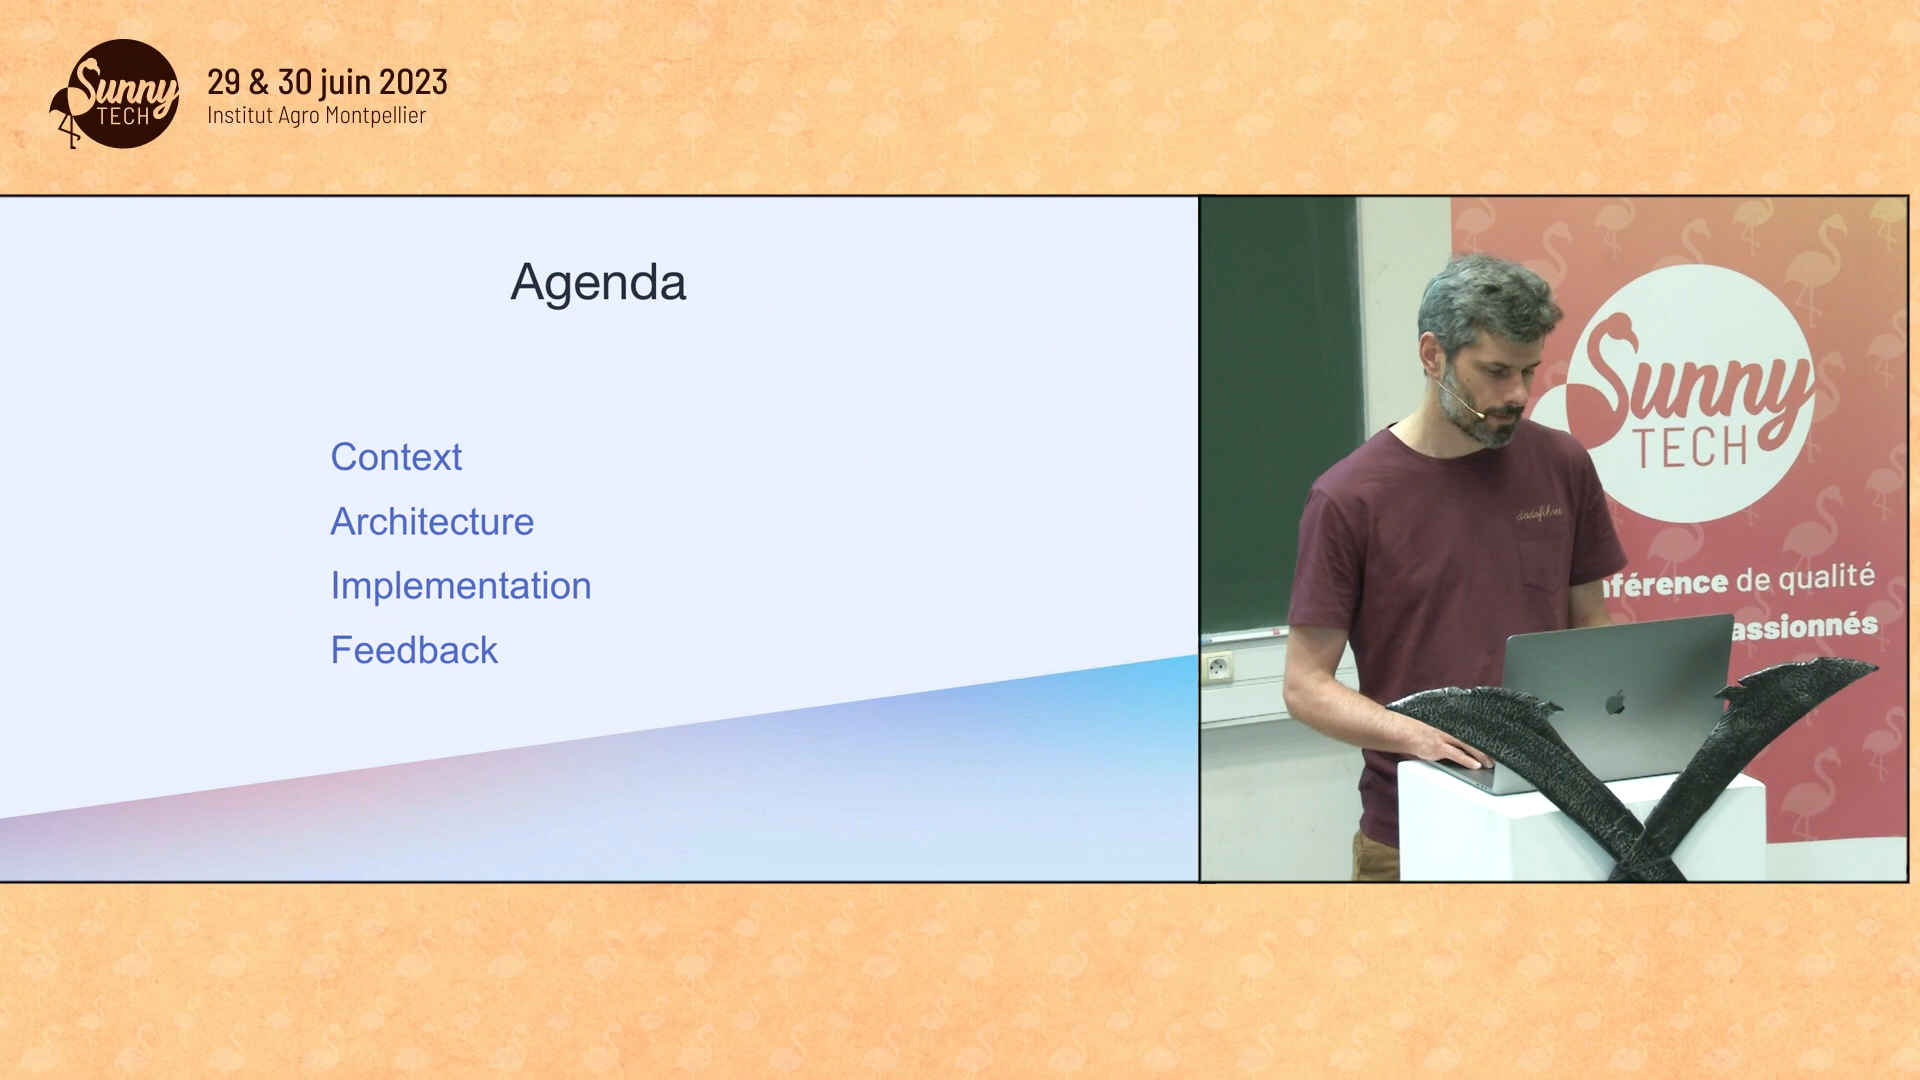 Sunny
TECH
29 & 30 juin 2023
Institut Agro Montpellier
Agenda
Context
Architecture
Implementation
Feedback
Sunny
TECH
nférence de qualité
assionnés